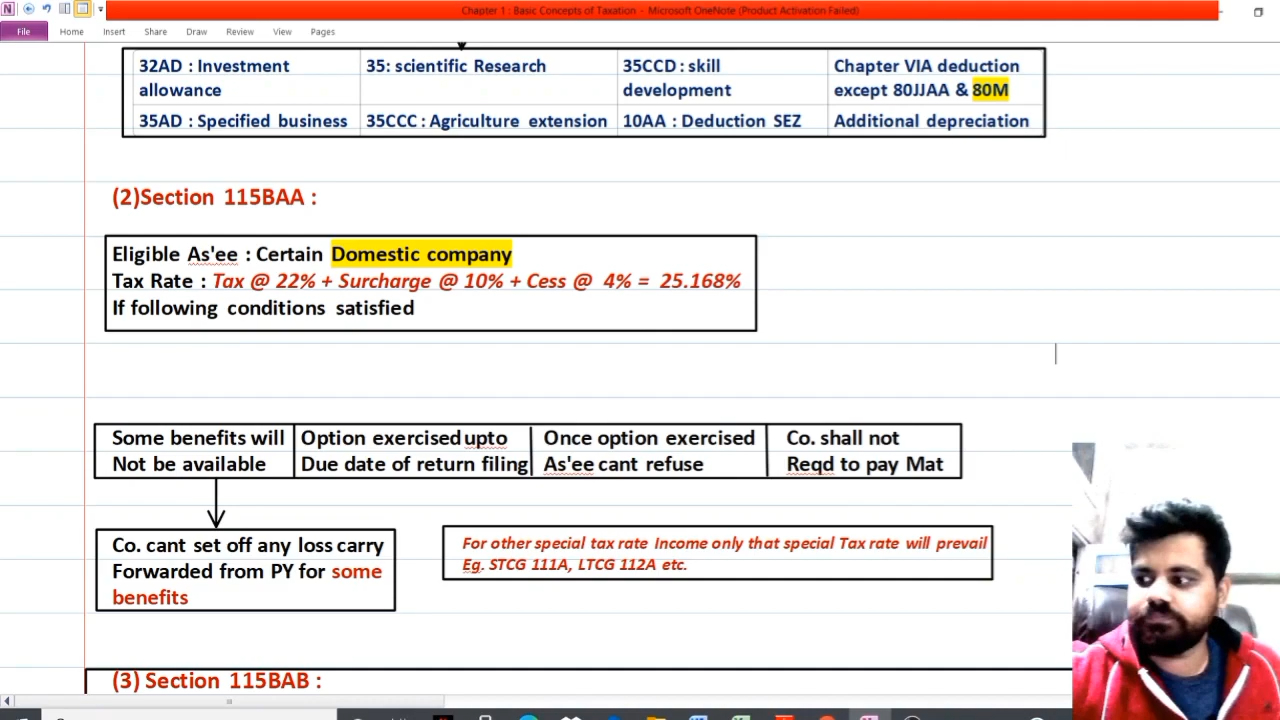 Chapter 1 : Basic Concepts of Taxation - Microsoft OneNote (Product Activation Failed)
File Home Insert Share Draw Review View Pages
32AD : Investment allowance
35: scientific Research
35CCD : skill development
Chapter VIA deduction except 80JJAA & 80M
35AD : Specified business
35CCC : Agriculture extension
10AA : Deduction SEZ
Additional depreciation
(2)Section 115BAA :
Eligible As'ee : Certain Domestic company
Tax Rate : Tax @ 22% + Surcharge @ 10% + Cess @ 4% = 25.168%
If following conditions satisfied
Some benefits will
Not be available
Option exercised upto
Due date of return filing
Once option exercised
As'ee cant refuse
Co. shall not
Reqd to pay Mat
Co. cant set off any loss carry
Forwarded from PY for some
benefits
For other special tax rate Income only that special Tax rate will prevail
Eg. STCG 111A, LTCG 112A etc.
(3) Section 115BAB :